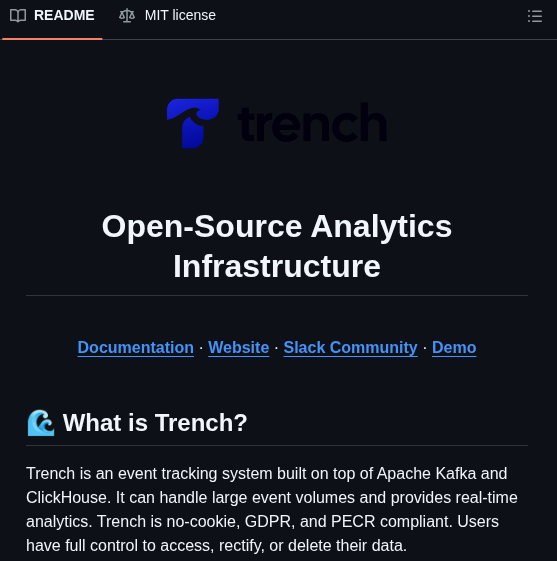 README
MIT license
trench
Open-Source Analytics
Infrastructure
Documentation · Website · Slack Community · Demo
🌊 What is Trench?
Trench is an event tracking system built on top of Apache Kafka and
ClickHouse. It can handle large event volumes and provides real-time
analytics. Trench is no-cookie, GDPR, and PECR compliant. Users
have full control to access, rectify, or delete their data.